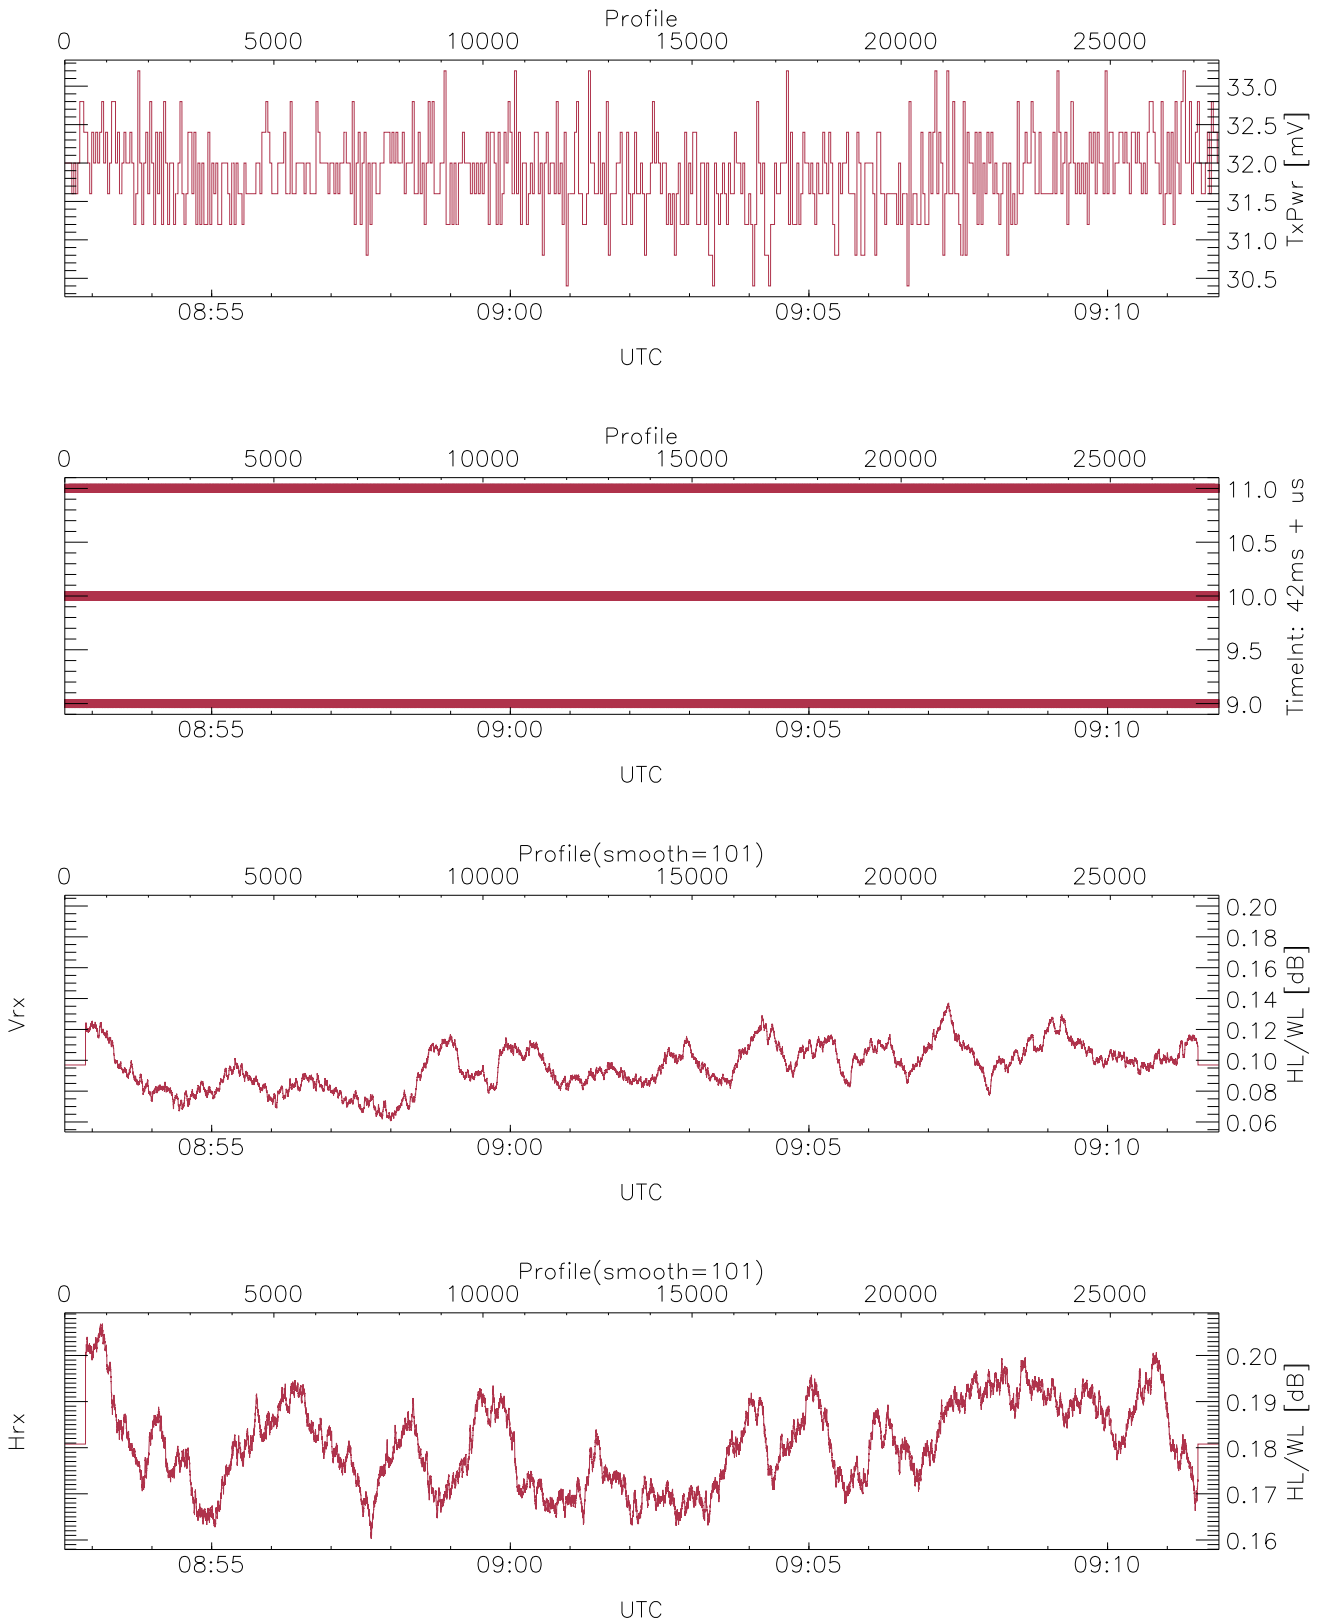 Profile
0 5000 10000 15000 20000 25000
33.0
32.5
32.0
31.5
31.0
30.5
TxPwr [mV]
08:55 09:00 09:05 09:10
UTC
Profile
0 5000 10000 15000 20000 25000
11.0
10.5
10.0
9.5
9.0
TimeInt: 42ms + us
08:55 09:00 09:05 09:10
UTC
Profile(smooth=101)
0 5000 10000 15000 20000 25000
Vrx
0.20
0.18
0.16
0.14
0.12
0.10
0.08
0.06
HL/WL [dB]
08:55 09:00 09:05 09:10
UTC
Profile(smooth=101)
0 5000 10000 15000 20000 25000
Hrx
0.20
0.19
0.18
0.17
0.16
HL/WL [dB]
08:55 09:00 09:05 09:10
UTC